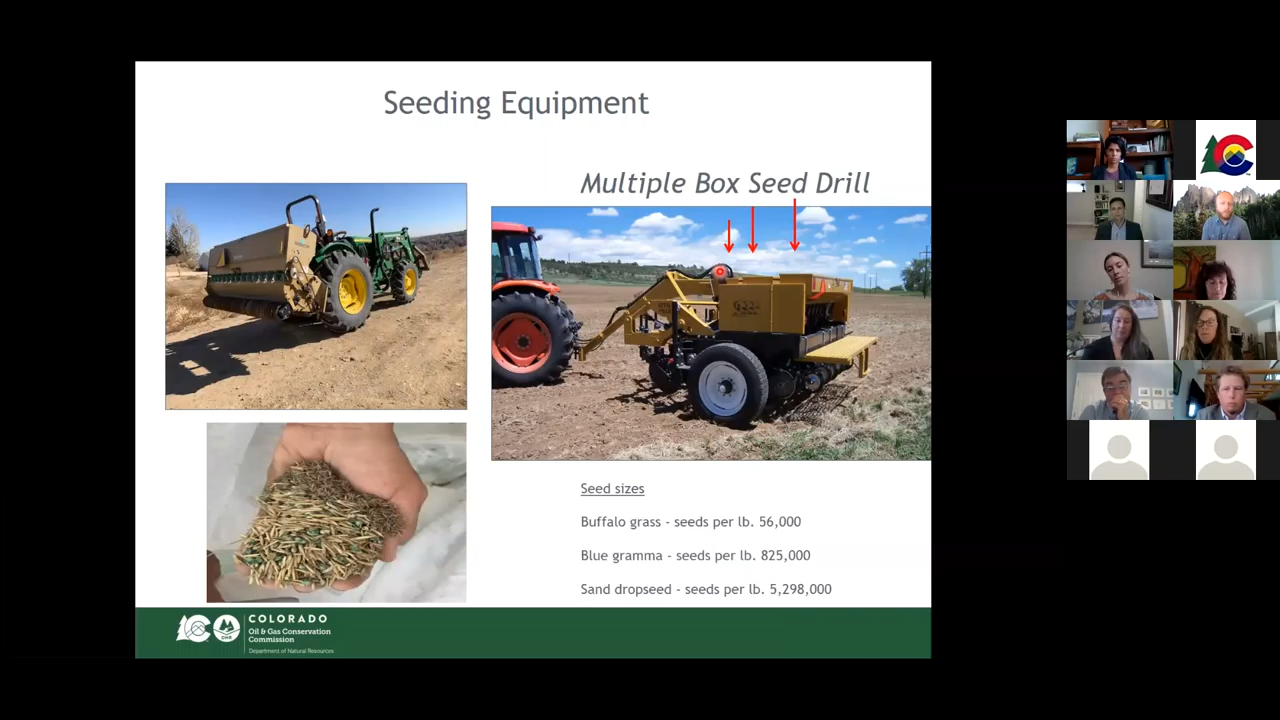 Seeding Equipment
Multiple Box Seed Drill
Seed sizes
Buffalo grass - seeds per lb. 56,000
Blue gramma - seeds per lb. 825,000
Sand dropseed - seeds per lb. 5,298,000
COLORADO
Oil & Gas Conservation
Commission
Department of Natural Resources